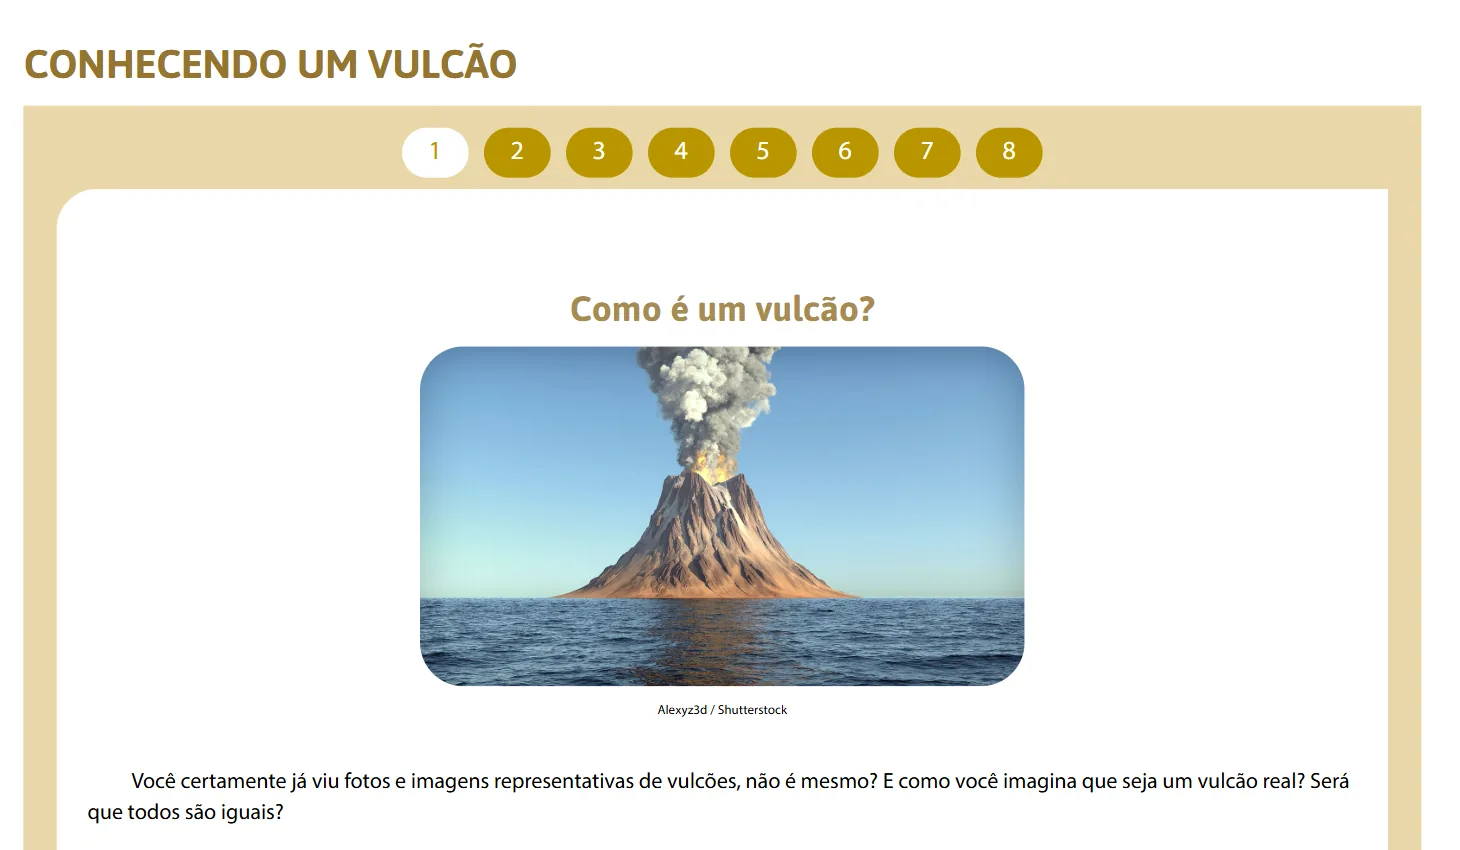 CONHECENDO UM VULCÃO
1 2 3 4 5 6 7 8
Como é um vulcão?
Alexyz3d / Shutterstock
Você certamente já viu fotos e imagens representativas de vulcões, não é mesmo? E como você imagina que seja um vulcão real? Será
que todos são iguais?